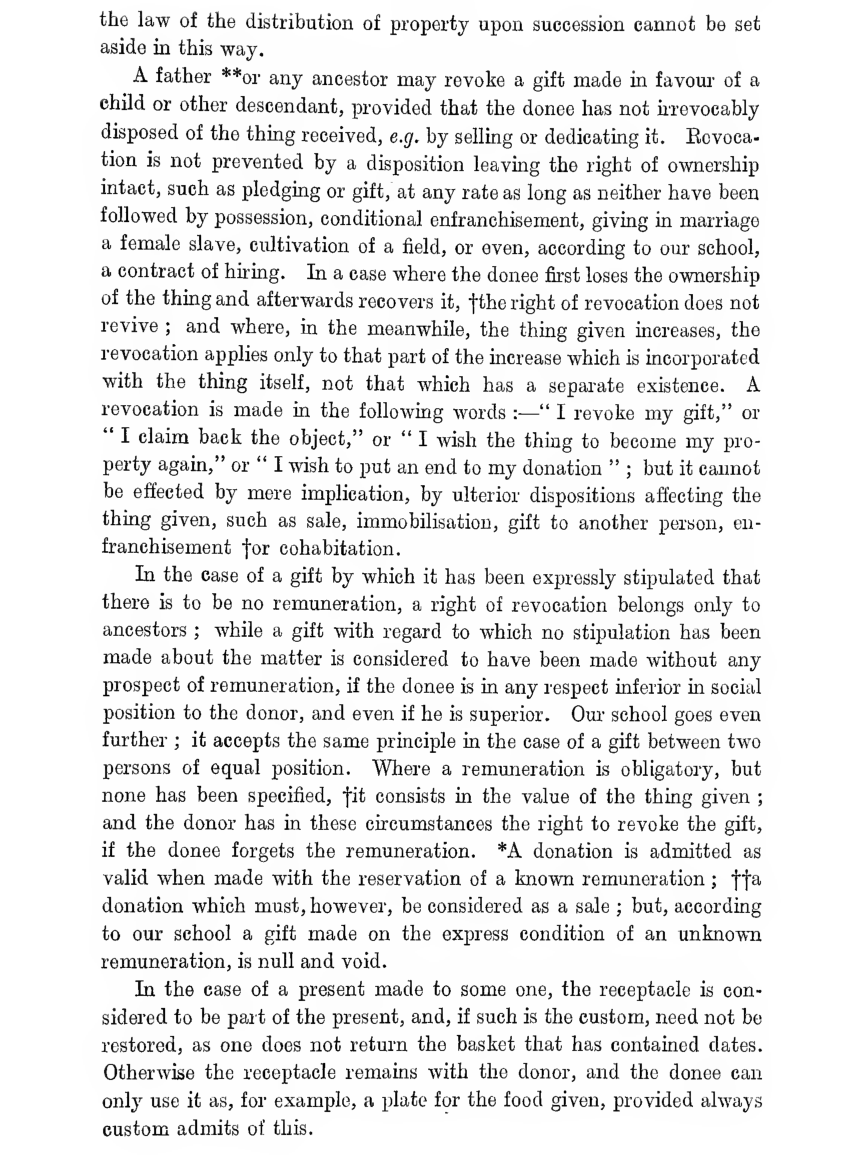 the law of the distribution of property upon succession cannot be set
aside in this way.
A father **or any ancestor may revoke a gift made in favour of a
child or other descendant, provided that the donee has not irrevocably
disposed of the thing received, e.g. by selling or dedicating it. Revoca-
tion is not prevented by a disposition leaving the right of ownership
intact, such as pledging or gift, at any rate as long as neither have been
followed by possession, conditional enfranchisement, giving in marriage
a female slave, cultivation of a field, or even, according to our school,
a contract of hiring. In a case where the donee first loses the ownership
of the thing and afterwards recovers it, †the right of revocation does not
revive ; and where, in the meanwhile, the thing given increases, the
revocation applies only to that part of the increase which is incorporated
with the thing itself, not that which has a separate existence. A
revocation is made in the following words :—“ I revoke my gift,” or
“ I claim back the object,” or “ I wish the thing to become my pro-
perty again,” or “ I wish to put an end to my donation ” ; but it cannot
be effected by mere implication, by ulterior dispositions affecting the
thing given, such as sale, immobilisation, gift to another person, en-
franchisement †or cohabitation.
In the case of a gift by which it has been expressly stipulated that
there is to be no remuneration, a right of revocation belongs only to
ancestors ; while a gift with regard to which no stipulation has been
made about the matter is considered to have been made without any
prospect of remuneration, if the donee is in any respect inferior in social
position to the donor, and even if he is superior. Our school goes even
further ; it accepts the same principle in the case of a gift between two
persons of equal position. Where a remuneration is obligatory, but
none has been specified, †it consists in the value of the thing given ;
and the donor has in these circumstances the right to revoke the gift,
if the donee forgets the remuneration. *A donation is admitted as
valid when made with the reservation of a known remuneration ; ††a
donation which must, however, be considered as a sale ; but, according
to our school a gift made on the express condition of an unknown
remuneration, is null and void.
In the case of a present made to some one, the receptacle is con-
sidered to be part of the present, and, if such is the custom, need not be
restored, as one does not return the basket that has contained dates.
Otherwise the receptacle remains with the donor, and the donee can
only use it as, for example, a plate for the food given, provided always
custom admits of this.